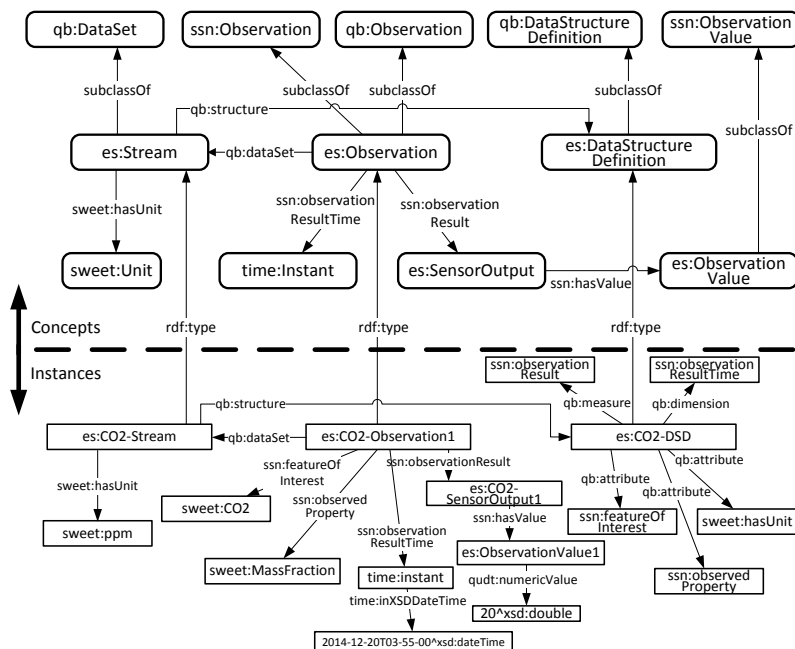 qb:DataSet
ssn:Observation
qb:Observation
qb:DataStructure
Definition
ssn:Observation
Value
subclassOf
subclassOf
subclassOf
subclassOf
qb:structure
subclassOf
es:Stream
qb:dataSet
es:Observation
es:DataStructure
Definition
sweet:hasUnit
ssn:observation
ResultTime
ssn:observation
Result
sweet:Unit
time:Instant
es:SensorOutput
ssn:hasValue
es:Observation
Value
Concepts
rdf:type
rdf:type
rdf:type
Instances
ssn:observation
Result
ssn:observation
ResultTime
qb:structure
qb:measure
qb:dimension
es:CO2-Stream
qb:dataSet
es:CO2-Observation1
es:CO2-DSD
sweet:hasUnit
ssn:featureOf
Interest
ssn:observationResult
qb:attribute
qb:attribute
qb:attribute
sweet:CO2
ssn:observed
Property
es:CO2-
SensorOutput1
sweet:ppm
ssn:observation
ResultTime
ssn:hasValue
ssn:featureOf
Interest
sweet:hasUnit
sweet:MassFraction
time:instant
es:ObservationValue1
ssn:observed
Property
time:inXSDDateTime
qudt:numericValue
20^xsd:double
2014-12-20T03-55-00^xsd:dateTime